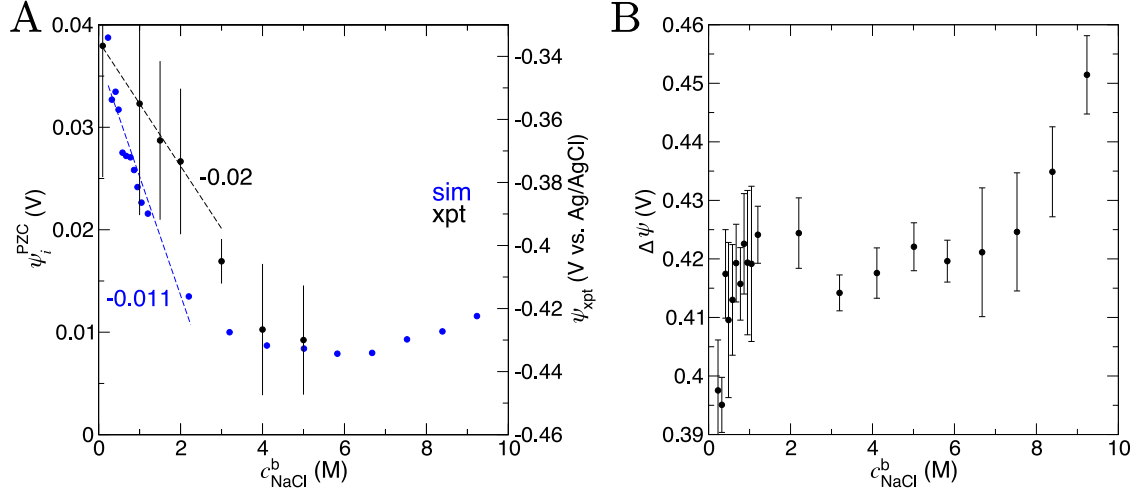 A
0.04
0.03
0.02
0.01
0
ψ_i^PZC (V)
0 2 4 6 8 10
c_NaCl^b (M)
-0.34
-0.36
-0.38
-0.4
-0.42
-0.44
-0.46
ψ_xpt (V vs. Ag/AgCl)
-0.02
-0.011
sim
xpt
B
0.46
0.45
0.44
0.43
0.42
0.41
0.4
0.39
Δψ (V)
0 2 4 6 8 10
c_NaCl^b (M)